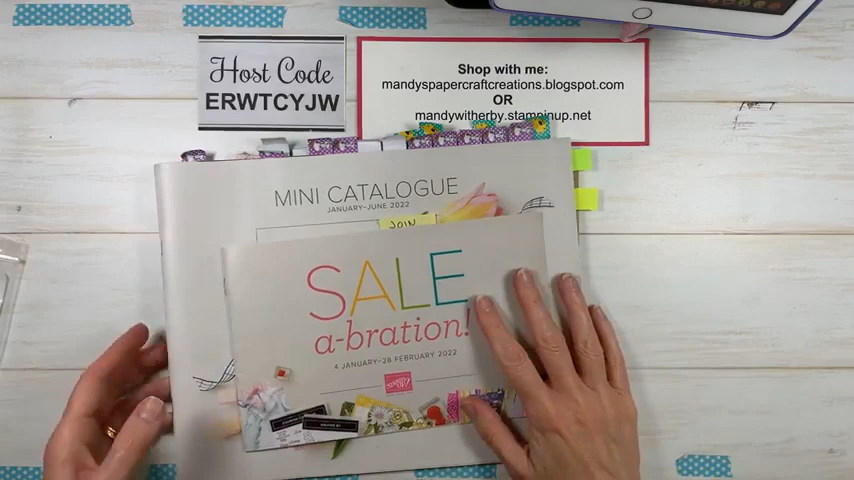 Host Code
ERWTCYJW
Shop with me:
mandyspapercraftcreations.blogspot.com
OR
mandywitherby.stampinup.net
MINI CATALOGUE
JANUARY–JUNE 2022
JOIN
SALE
a-bration!
4 JANUARY–28 FEBRUARY 2022